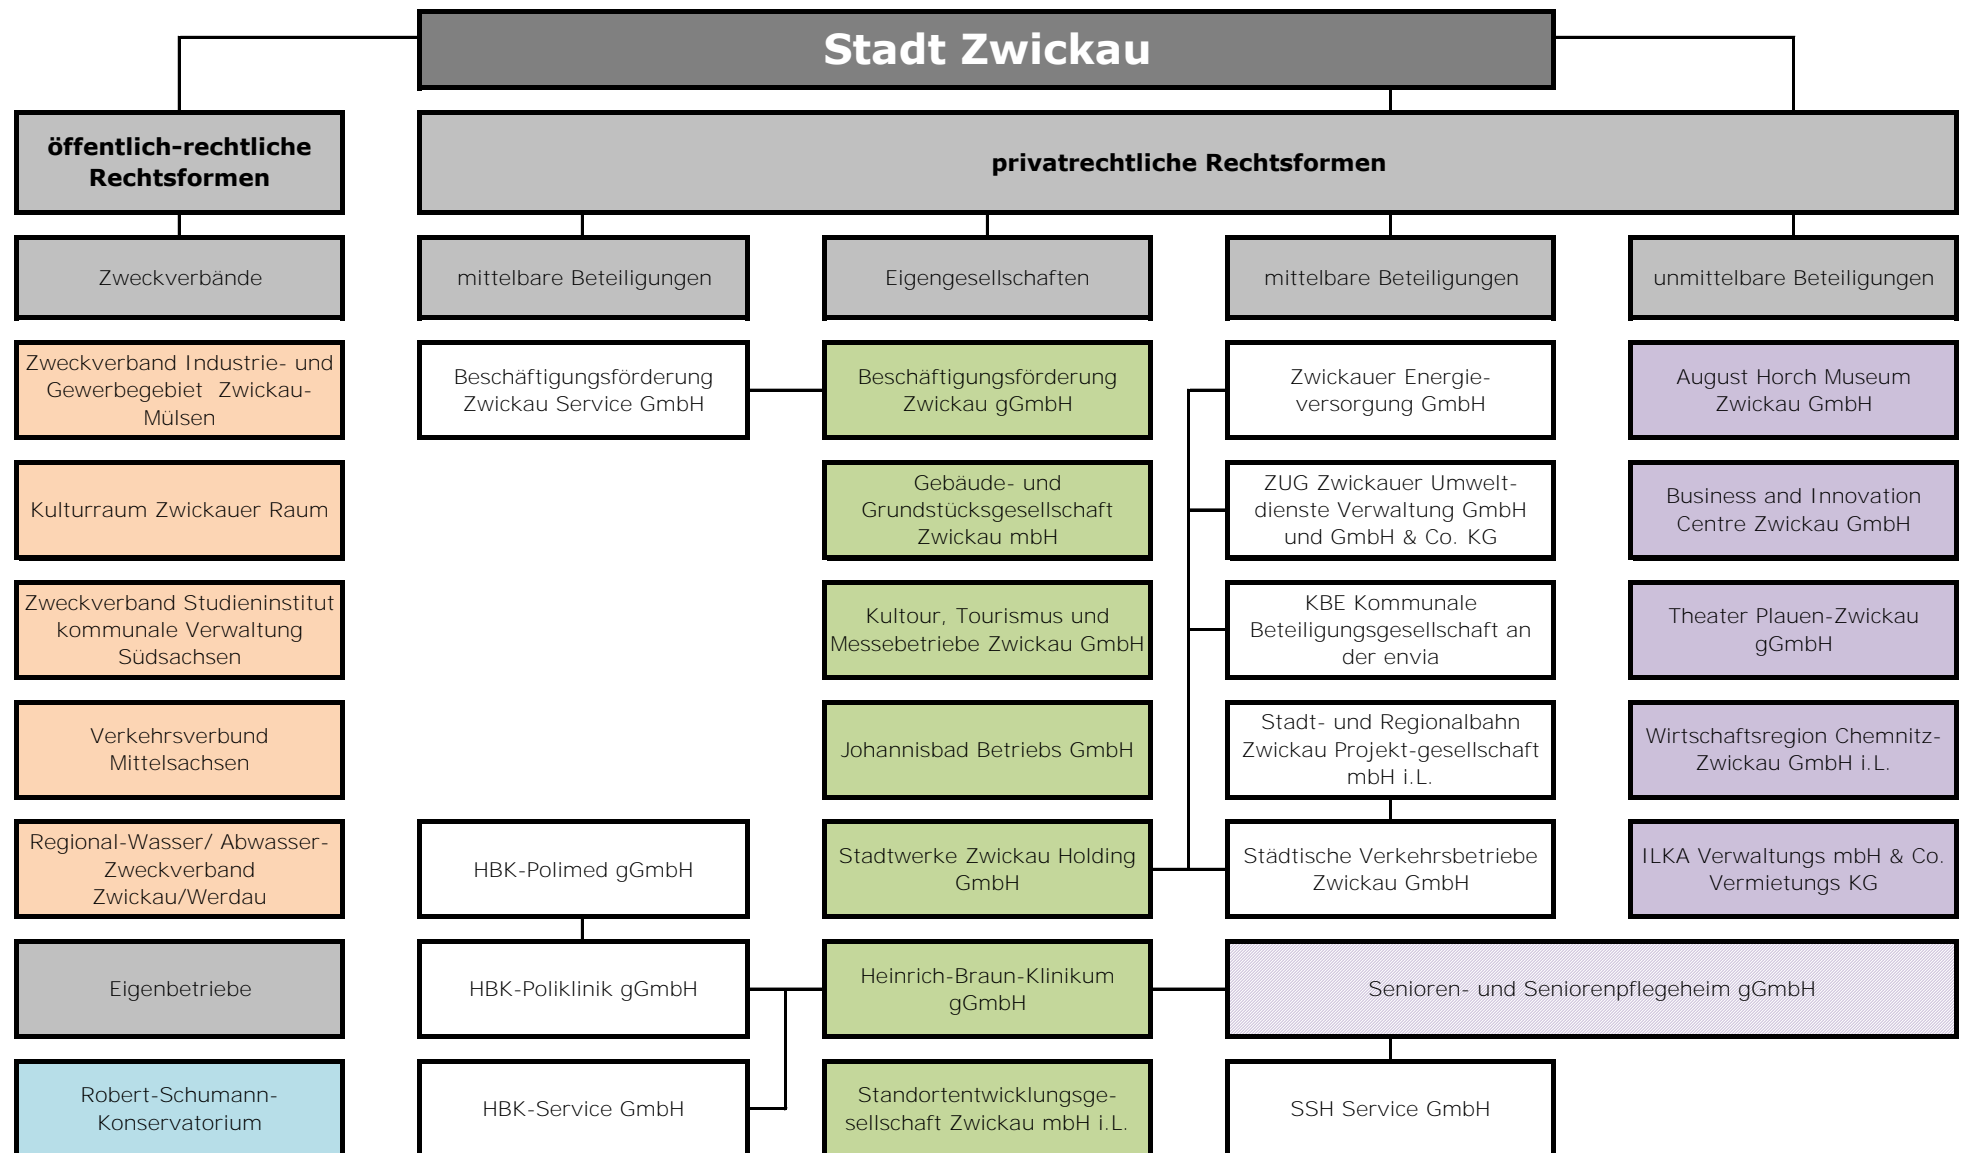 Stadt Zwickau
öffentlich-rechtliche
Rechtsformen
privatrechtliche Rechtsformen
Zweckverbände
mittelbare Beteiligungen
Eigengesellschaften
mittelbare Beteiligungen
unmittelbare Beteiligungen
Zweckverband Industrie- und
Gewerbegebiet Zwickau-
Mülsen
Beschäftigungsförderung
Zwickau Service GmbH
Beschäftigungsförderung
Zwickau gGmbH
Zwickauer Energie-
versorgung GmbH
August Horch Museum
Zwickau GmbH
Kulturraum Zwickauer Raum
Gebäude- und
Grundstücksgesellschaft
Zwickau mbH
ZUG Zwickauer Umwelt-
dienste Verwaltung GmbH
und GmbH & Co. KG
Business and Innovation
Centre Zwickau GmbH
Zweckverband Studieninstitut
kommunale Verwaltung
Südsachsen
Kultour, Tourismus und
Messebetriebe Zwickau GmbH
KBE Kommunale
Beteiligungsgesellschaft an
der envia
Theater Plauen-Zwickau
gGmbH
Verkehrsverbund
Mittelsachsen
Johannisbad Betriebs GmbH
Stadt- und Regionalbahn
Zwickau Projekt-gesellschaft
mbH i.L.
Wirtschaftsregion Chemnitz-
Zwickau GmbH i.L.
Regional-Wasser/ Abwasser-
Zweckverband
Zwickau/Werdau
HBK-Polimed gGmbH
Stadtwerke Zwickau Holding
GmbH
Städtische Verkehrsbetriebe
Zwickau GmbH
ILKA Verwaltungs mbH & Co.
Vermietungs KG
Eigenbetriebe
HBK-Poliklinik gGmbH
Heinrich-Braun-Klinikum
gGmbH
Senioren- und Seniorenpflegeheim gGmbH
Robert-Schumann-
Konservatorium
HBK-Service GmbH
Standortentwicklungsge-
sellschaft Zwickau mbH i.L.
SSH Service GmbH